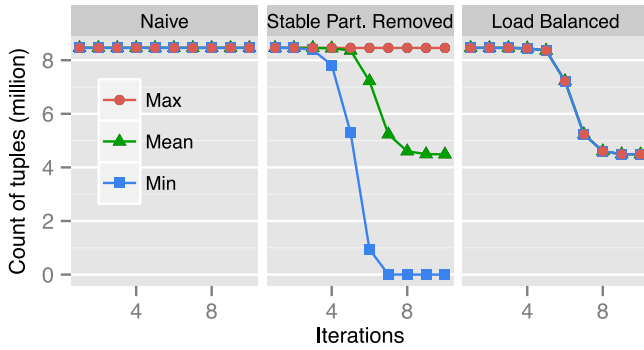 Naive
Stable Part. Removed
Load Balanced
Count of tuples (million)
8
6
4
2
0
Max
Mean
Min
4 8
4 8
4 8
Iterations